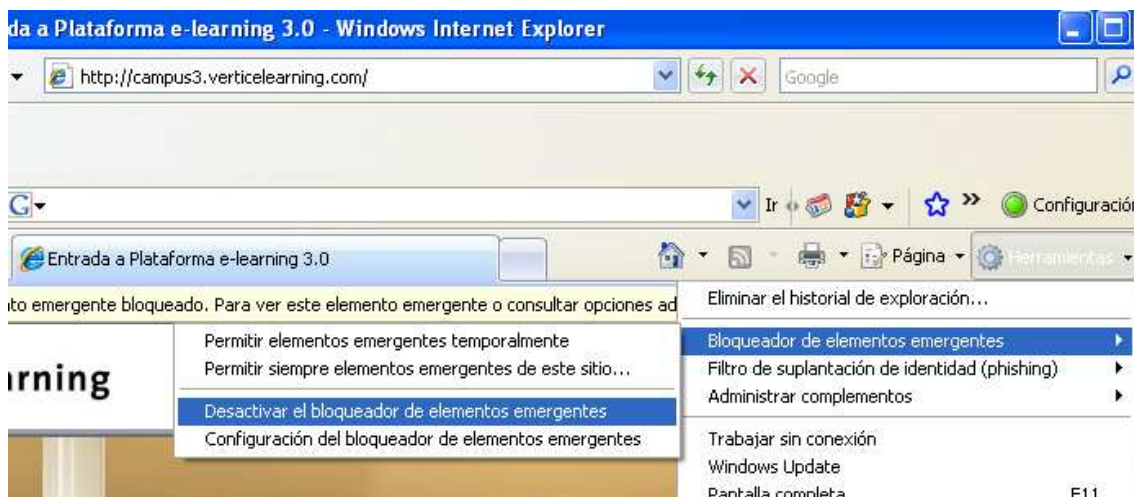 da a Plataforma e-learning 3.0 - Windows Internet Explorer
http://campus3.verticelearning.com/
Google
G
Ir
Configuración
Entrada a Plataforma e-learning 3.0
Página
Herramientas
to emergente bloqueado. Para ver este elemento emergente o consultar opciones ad
arning
Permitir elementos emergentes temporalmente
Permitir siempre elementos emergentes de este sitio...
Desactivar el bloqueador de elementos emergentes
Configuración del bloqueador de elementos emergentes
Eliminar el historial de exploración...
Bloqueador de elementos emergentes
Filtro de suplantación de identidad (phishing)
Administrar complementos
Trabajar sin conexión
Windows Update
Pantalla completa F11